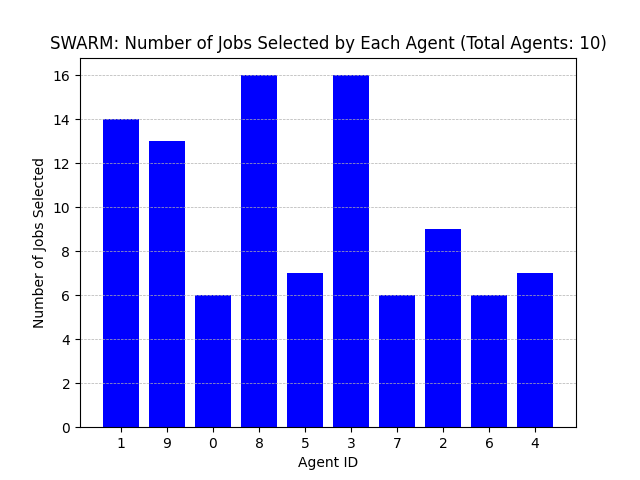 SWARM: Number of Jobs Selected by Each Agent (Total Agents: 10)
16
14
12
10
8
6
4
2
0
Number of Jobs Selected
1 9 0 8 5 3 7 2 6 4
Agent ID